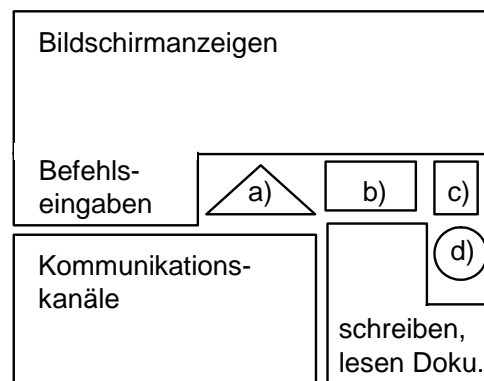 Bildschirmanzeigen
Befehls-
eingaben
a)
b)
c)
d)
Kommunikations-
kanäle
schreiben,
lesen Doku.